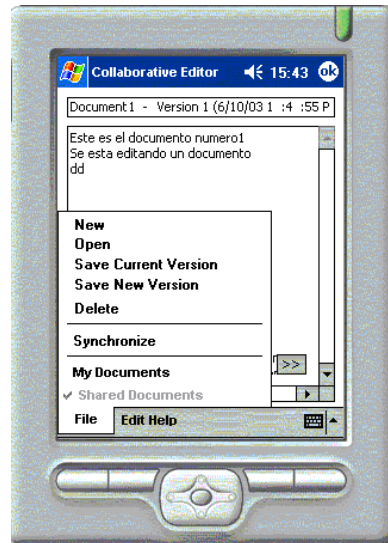 Collaborative Editor 15:43 ok
Document1 - Version 1 (6/10/03 1 :4 :55 P
Este es el documento numero1
Se esta editando un documento
dd
New
Open
Save Current Version
Save New Version
Delete
Synchronize
>>
My Documents
Shared Documents
File Edit Help